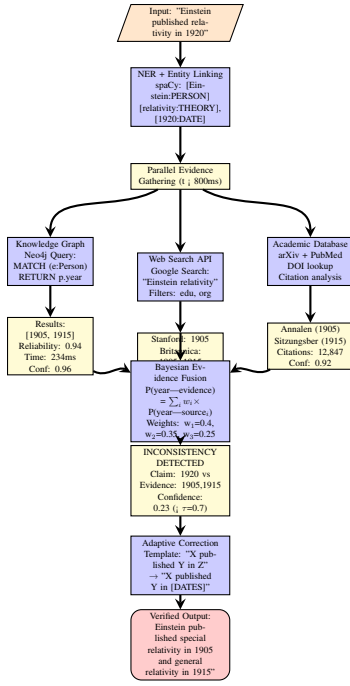 Input: "Einstein
published rela-
tivity in 1920"
NER + Entity Linking
spaCy: [Ein-
stein:PERSON]
[relativity:THEORY],
[1920:DATE]
Parallel Evidence
Gathering (t ¡ 800ms)
Knowledge Graph
Neo4j Query:
MATCH (e:Person)
RETURN p.year
Web Search API
Google Search:
"Einstein relativity"
Filters: edu, org
Academic Database
arXiv + PubMed
DOI lookup
Citation analysis
Results:
[1905, 1915]
Reliability: 0.94
Time: 234ms
Conf: 0.96
Stanford: 1905
Britannica:
Annalen (1905)
Sitzungsber (1915)
Citations: 12,847
Conf: 0.92
Bayesian Ev-
idence Fusion
P(year—evidence)
= ∑ᵢ wᵢ×
P(year—sourceᵢ)
Weights: w₁=0.4,
w₂=0.35, w₃=0.25
INCONSISTENCY
DETECTED
Claim: 1920 vs
Evidence: 1905,1915
Confidence:
0.23 (¡ τ=0.7)
Adaptive Correction
Template: "X pub-
lished Y in Z"
→ "X published
Y in [DATES]"
Verified Output:
Einstein pub-
lished special
relativity in 1905
and general
relativity in 1915"